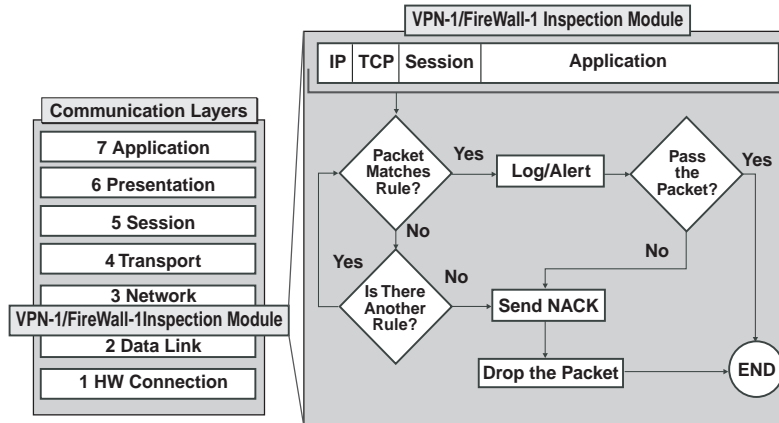 VPN-1/FireWall-1 Inspection Module
IP TCP Session Application
Communication Layers
7 Application
6 Presentation
5 Session
4 Transport
3 Network
VPN-1/FireWall-1Inspection Module
2 Data Link
1 HW Connection
Packet
Matches
Rule?
Yes
Log/Alert
Pass
the
Packet?
Yes
No
No
Yes
Is There
Another
Rule?
No
Send NACK
Drop the Packet
END